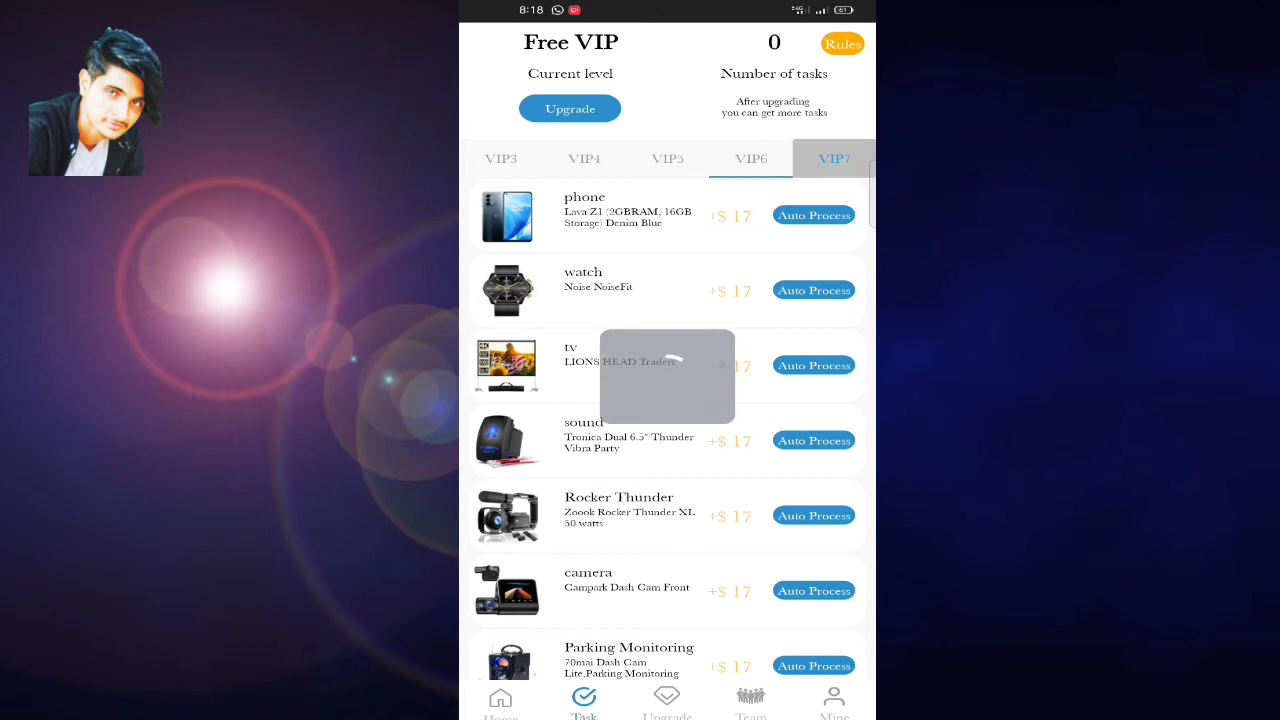 8:18
4G
61
Free VIP
0
Rules
Current level
Number of tasks
Upgrade
After upgrading
you can get more tasks
VIP3 VIP4 VIP5 VIP6 VIP7
phone
Lava Z1 (2GBRAM, 16GB
Storage) Denim Blue
+$ 17
Auto Process
watch
Noise NoiseFit
+$ 17
Auto Process
tv
LIONS HEAD Traders
+$ 17
Auto Process
sound
Tronica Dual 6.5" Thunder
Vibra Party
+$ 17
Auto Process
Rocker Thunder
Zoook Rocker Thunder XL
50 watts
+$ 17
Auto Process
camera
Campark Dash Cam Front
+$ 17
Auto Process
Parking Monitoring
70mai Dash Cam
Lite,Parking Monitoring
+$ 17
Auto Process
Home Task Upgrade Team Mine